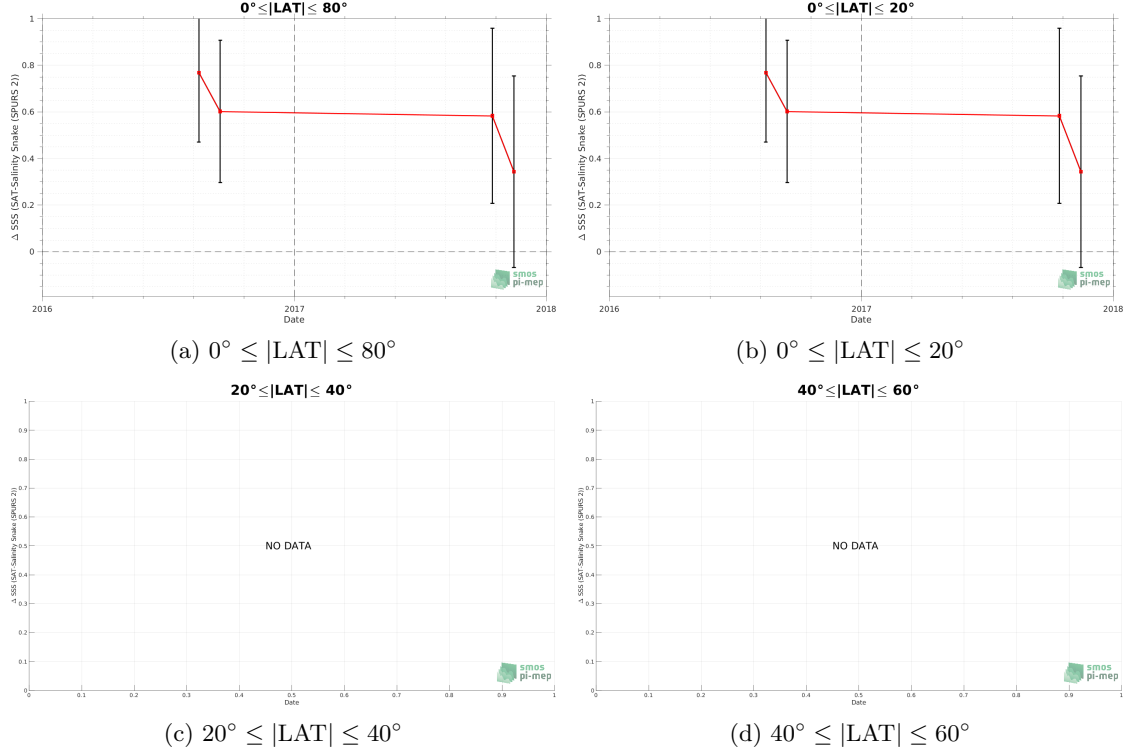 0°≤|LAT|≤ 80°
Δ SSS (SAT-Salinity Snake (SPURS 2))
1
0.8
0.6
0.4
0.2
0
2016
2017
2018
Date
smos
pi-mep
(a) 0° ≤ |LAT| ≤ 80°
0°≤|LAT|≤ 20°
Δ SSS (SAT-Salinity Snake (SPURS 2))
1
0.8
0.6
0.4
0.2
0
2016
2017
2018
Date
smos
pi-mep
(b) 0° ≤ |LAT| ≤ 20°
20°≤|LAT|≤ 40°
Δ SSS (SAT-Salinity Snake (SPURS 2))
1
0.9
0.8
0.7
0.6
0.5
0.4
0.3
0.2
0.1
0
NO DATA
0 0.1 0.2 0.3 0.4 0.5 0.6 0.7 0.8 0.9 1
Date
smos
pi-mep
(c) 20° ≤ |LAT| ≤ 40°
40°≤|LAT|≤ 60°
Δ SSS (SAT-Salinity Snake (SPURS 2))
1
0.9
0.8
0.7
0.6
0.5
0.4
0.3
0.2
0.1
0
NO DATA
0 0.1 0.2 0.3 0.4 0.5 0.6 0.7 0.8 0.9 1
Date
smos
pi-mep
(d) 40° ≤ |LAT| ≤ 60°